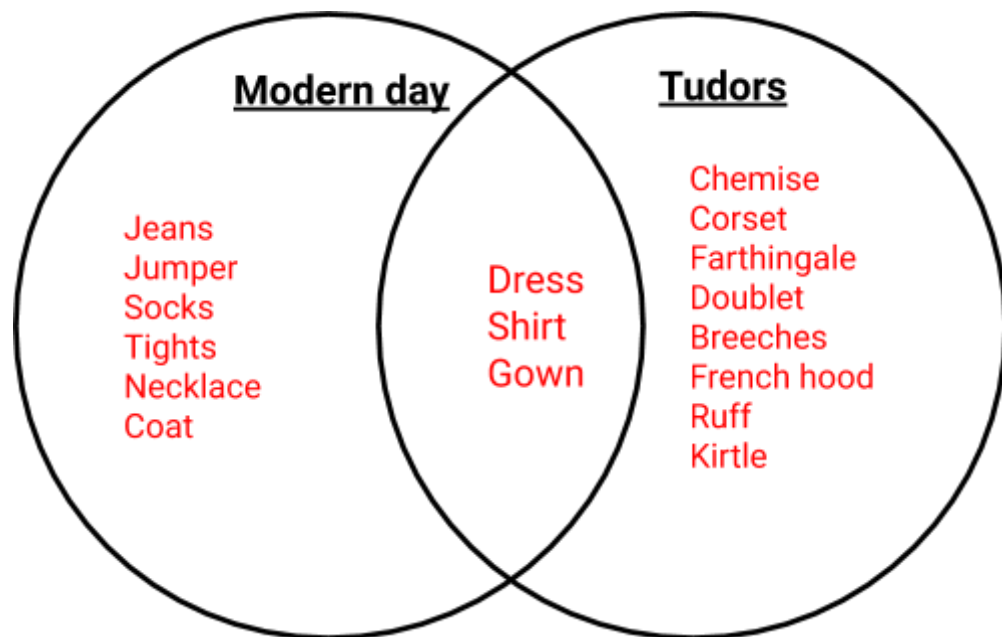 Modern day
Jeans
Jumper
Socks
Tights
Necklace
Coat
Dress
Shirt
Gown
Tudors
Chemise
Corset
Farthingale
Doublet
Breeches
French hood
Ruff
Kirtle